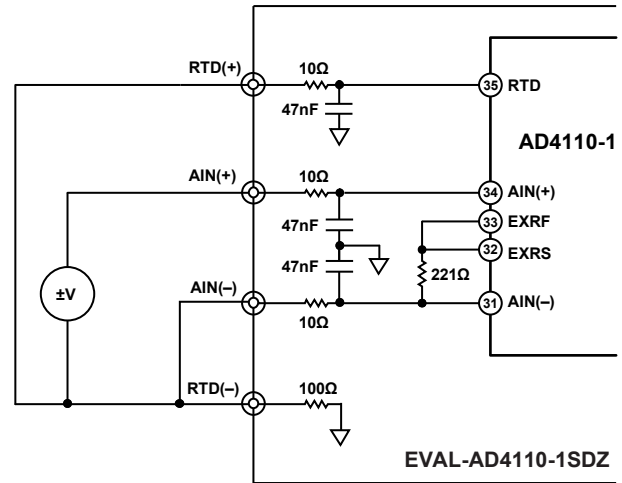 RTD(+)
10Ω
47nF
35 RTD
AD4110-1
AIN(+)
10Ω
34 AIN(+)
47nF
33 EXRF
32 EXRS
47nF
221Ω
±V
AIN(–)
10Ω
31 AIN(–)
RTD(–)
100Ω
EVAL-AD4110-1SDZ